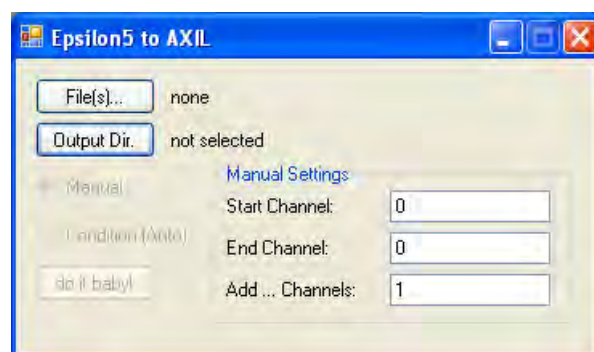 Epsilon5 to AXIL
File(s)... none
Output Dir. not selected
Manual
Condition (Auto)
do it baby!
Manual Settings
Start Channel: 0
End Channel: 0
Add ... Channels: 1